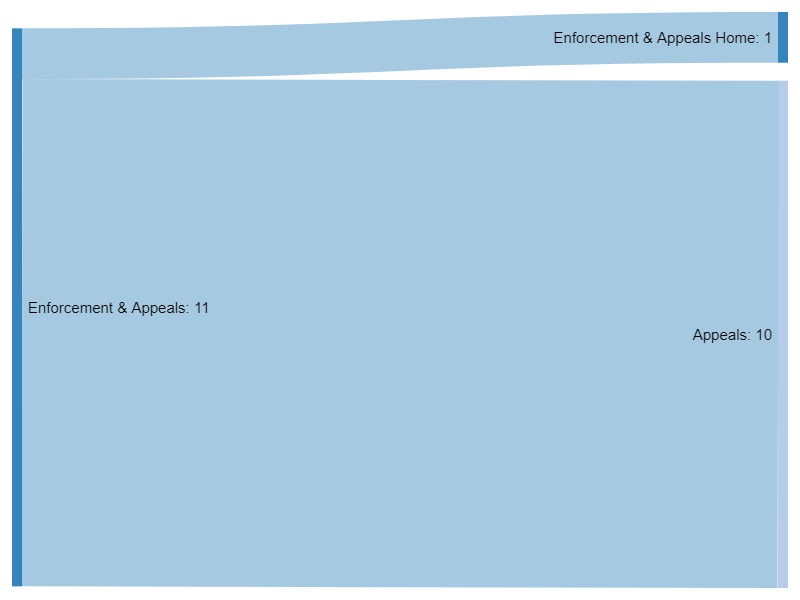 Enforcement & Appeals Home: 1
Enforcement & Appeals: 11
Appeals: 10